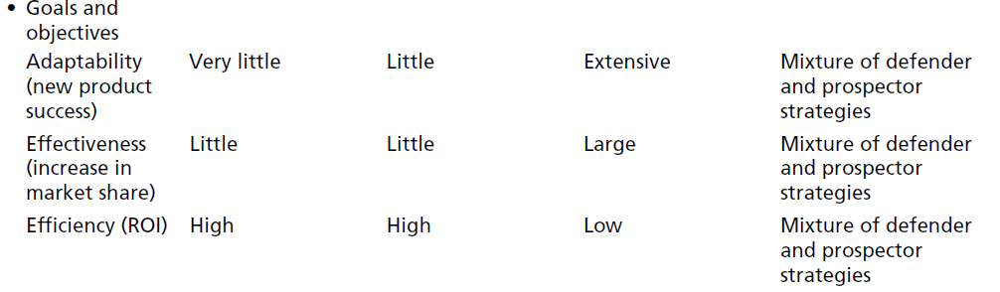 • Goals and
objectives
Adaptability Very little Little Extensive Mixture of defender
(new product and prospector
success) strategies
Effectiveness Little Little Large Mixture of defender
(increase in and prospector
market share) strategies
Efficiency (ROI) High High Low Mixture of defender
and prospector
strategies